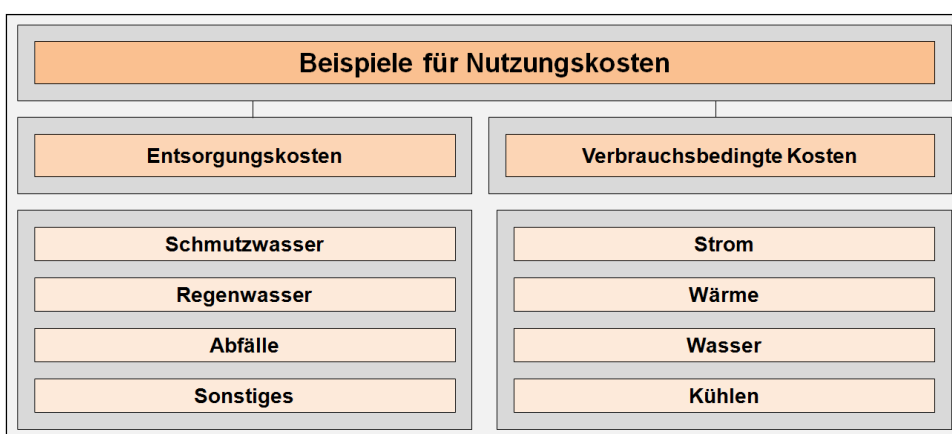 Beispiele für Nutzungskosten
Entsorgungskosten
Verbrauchsbedingte Kosten
Schmutzwasser
Regenwasser
Abfälle
Sonstiges
Strom
Wärme
Wasser
Kühlen